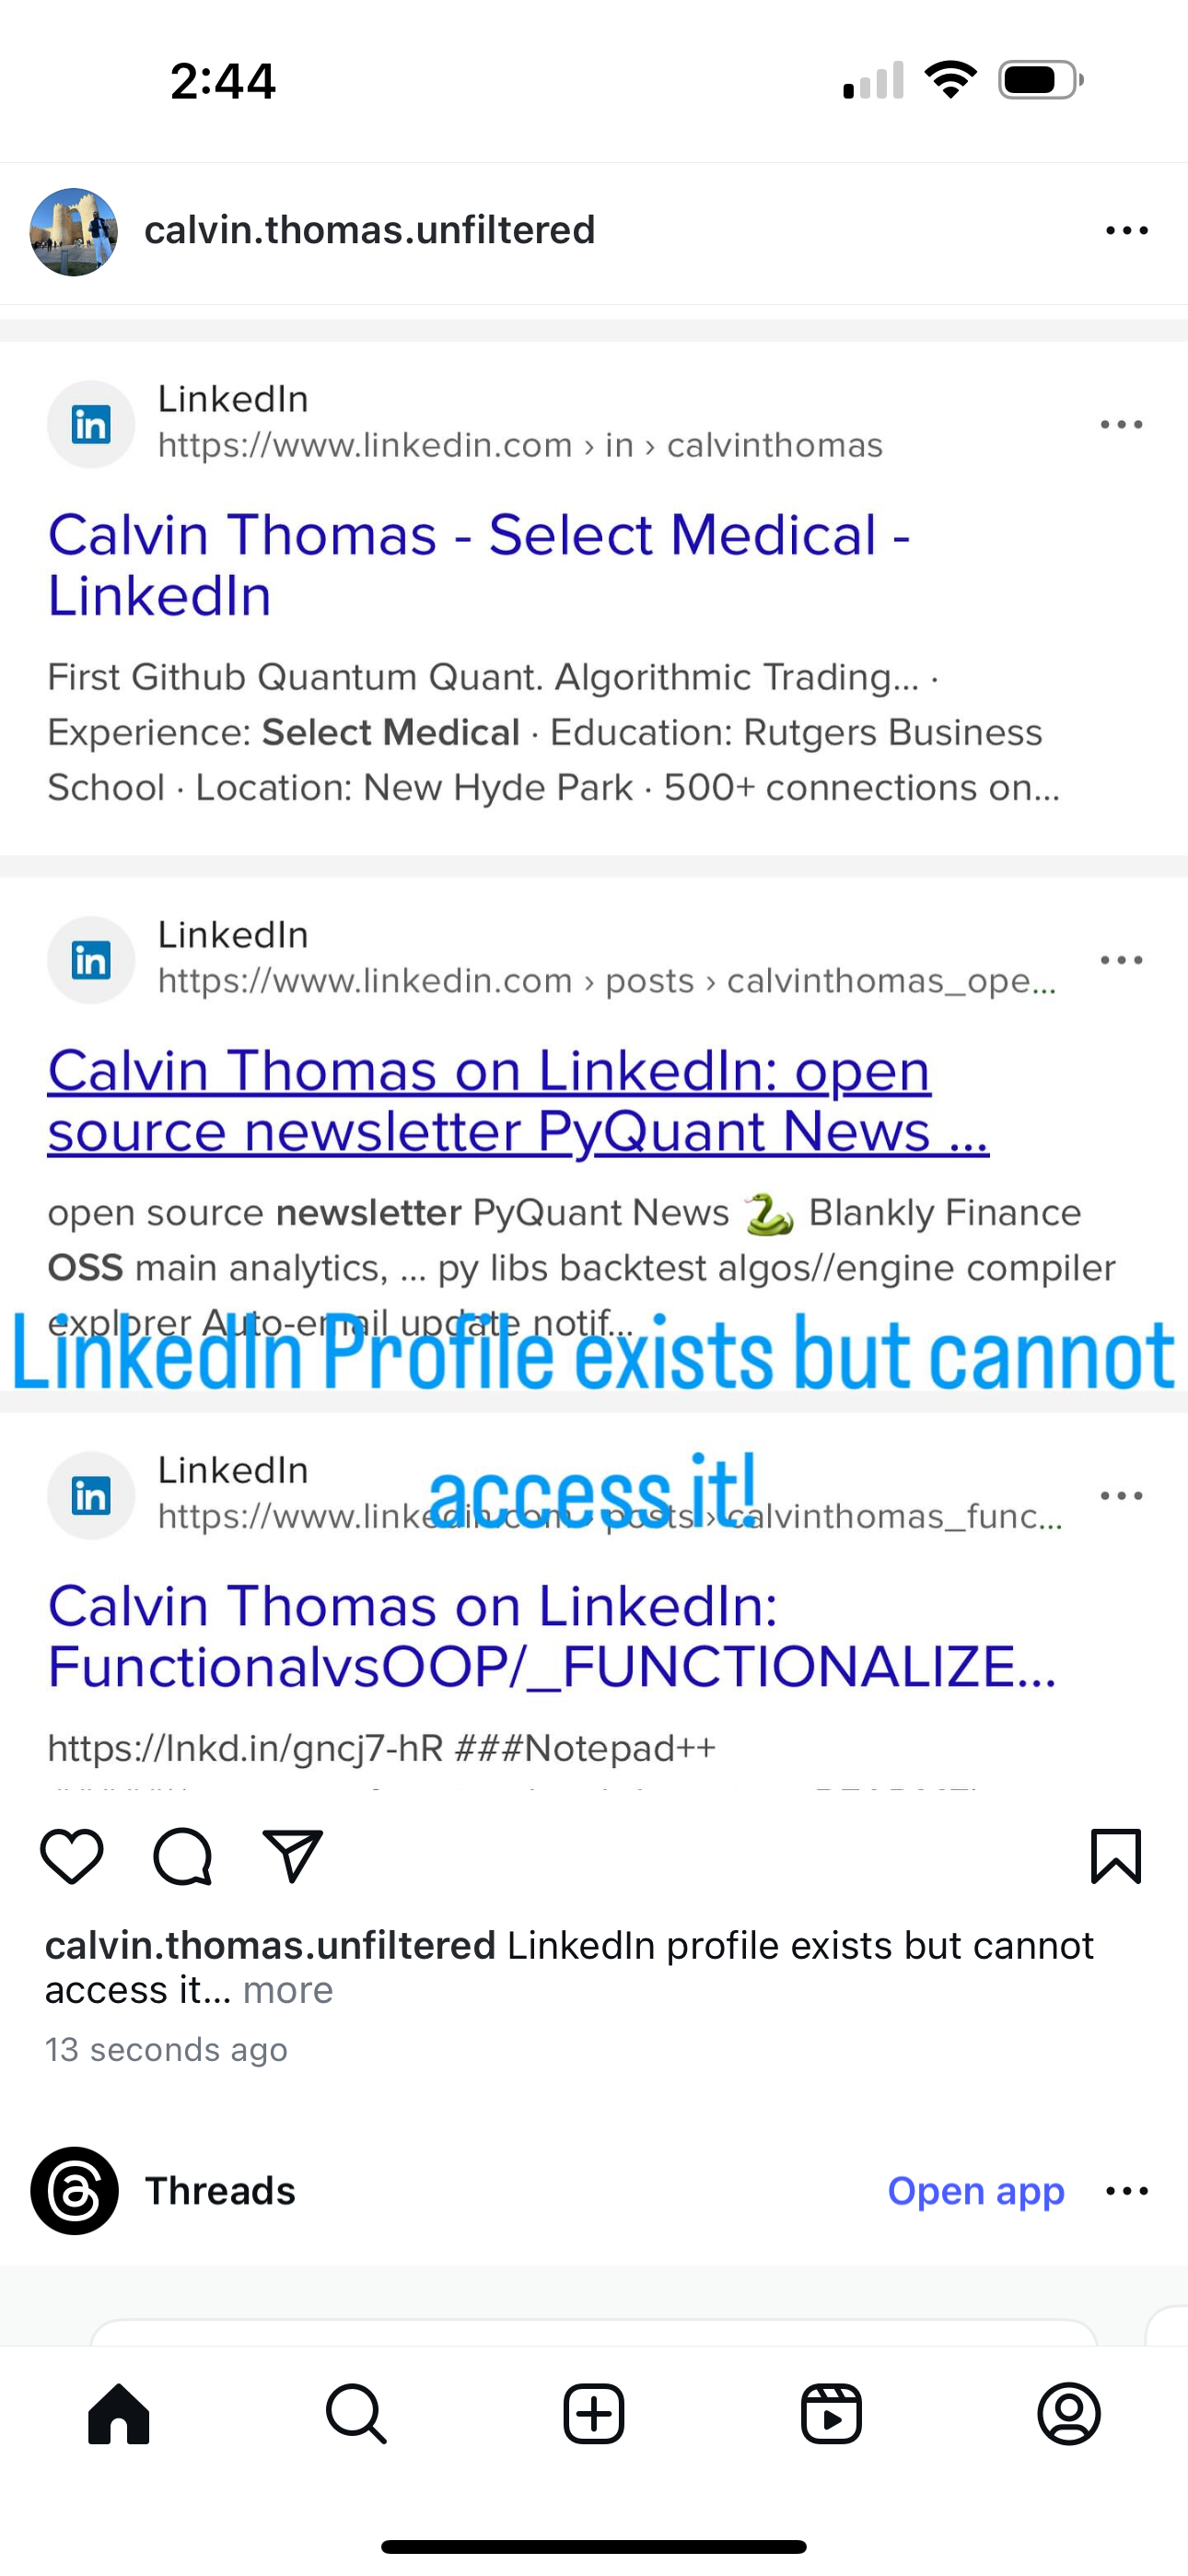 2:44
calvin.thomas.unfiltered
LinkedIn
https://www.linkedin.com › in › calvinthomas
Calvin Thomas - Select Medical -
LinkedIn
First Github Quantum Quant. Algorithmic Trading... ·
Experience: Select Medical · Education: Rutgers Business
School · Location: New Hyde Park · 500+ connections on...
LinkedIn
https://www.linkedin.com › posts › calvinthomas_ope...
Calvin Thomas on LinkedIn: open
source newsletter PyQuant News ...
open source newsletter PyQuant News 🐍 Blankly Finance
OSS main analytics, ... py libs backtest algos//engine compiler
explorer Auto-email update notif...
LinkedIn Profile exists but cannot
access it!
LinkedIn
https://www.linkedin.com › posts › calvinthomas_func...
Calvin Thomas on LinkedIn:
FunctionalvsOOP/_FUNCTIONALIZE...
https://lnkd.in/gncj7-hR ###Notepad++
calvin.thomas.unfiltered LinkedIn profile exists but cannot
access it... more
13 seconds ago
Threads
Open app